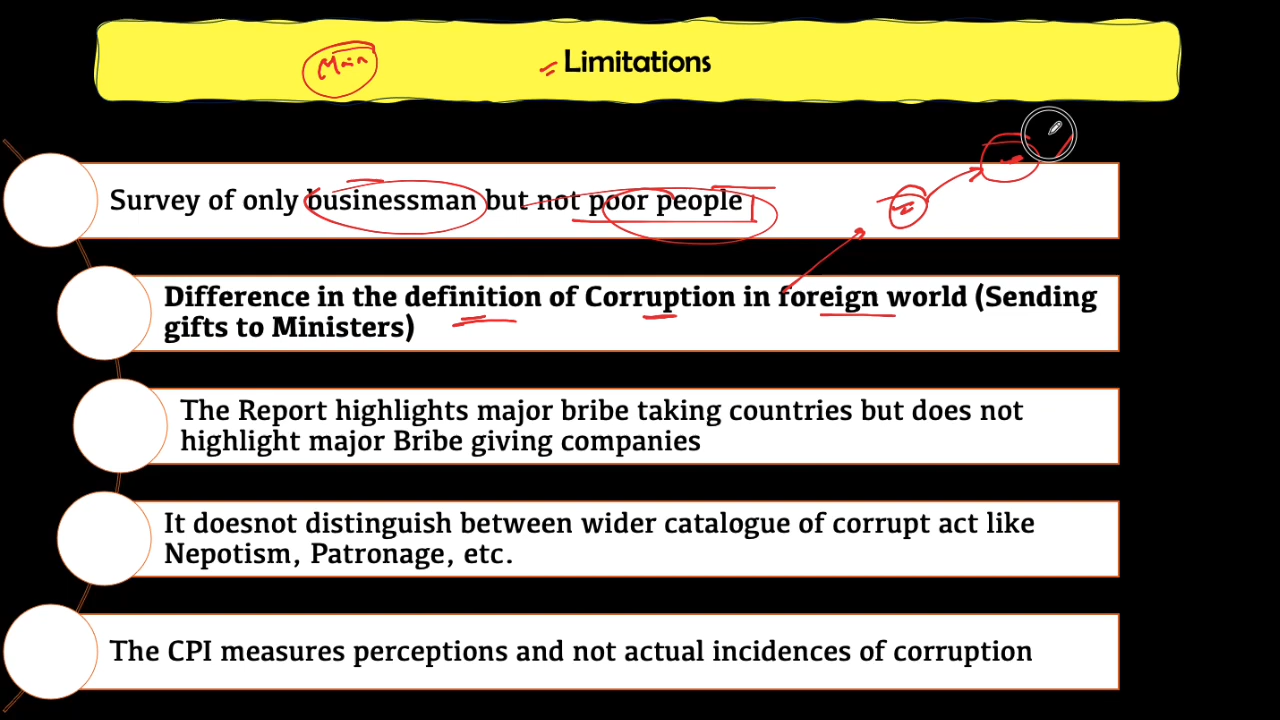 Main
Limitations
Survey of only businessman but not poor people
Difference in the definition of Corruption in foreign world (Sending
gifts to Ministers)
The Report highlights major bribe taking countries but does not
highlight major Bribe giving companies
It doesnot distinguish between wider catalogue of corrupt act like
Nepotism, Patronage, etc.
The CPI measures perceptions and not actual incidences of corruption